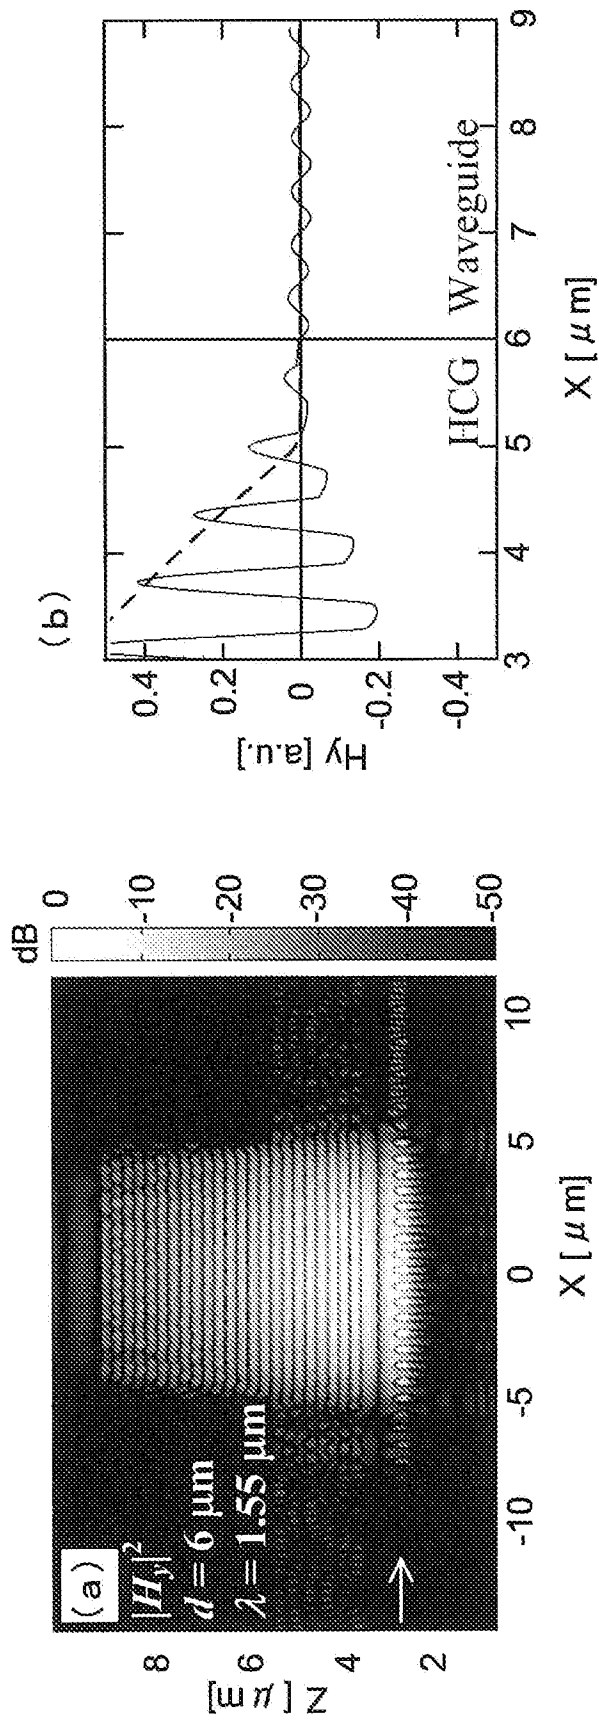 (a)
|Hy|²
d = 6 μm
λ = 1.55 μm
8
6
4
2
Z [μm]
-10
-5
0
5
10
X [μm]
dB
0
-10
-20
-30
-40
-50
(b)
0.4
0.2
0
-0.2
-0.4
Hy [a.u.]
HCG Waveguide
3
4
5
6
7
8
9
X [μm]